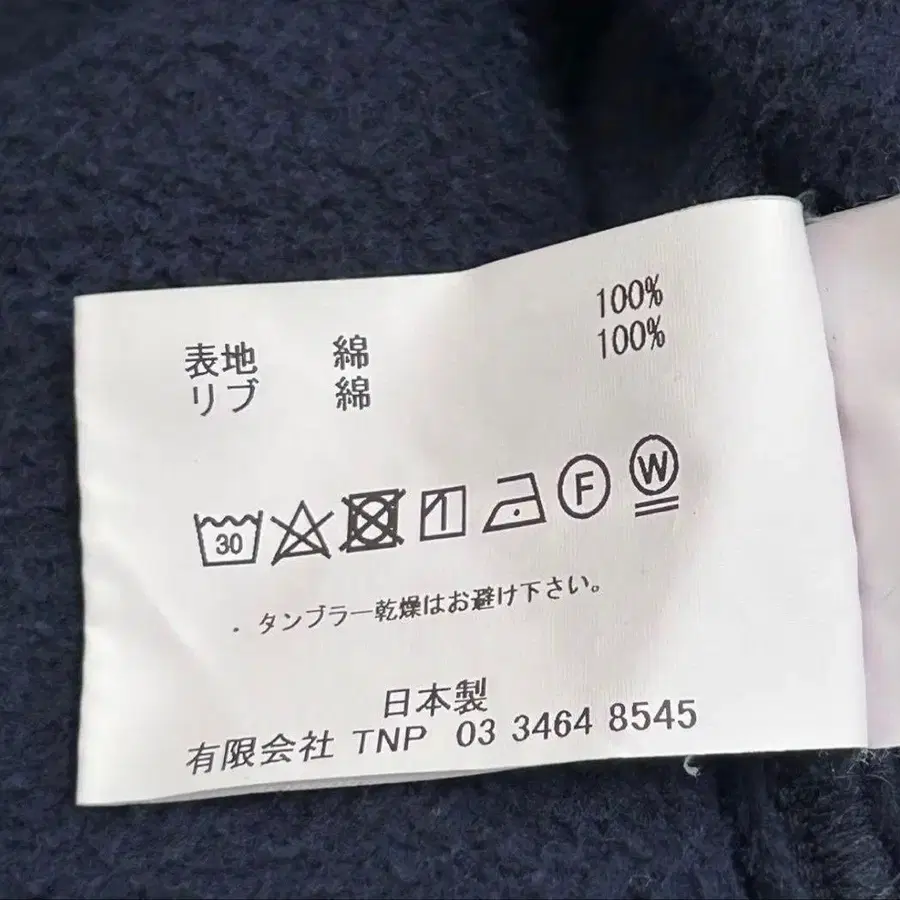 表地 綿 100%
リブ 綿 100%
30 F W
・タンブラー乾燥はお避け下さい。
日本製
有限会社 TNP 03 3464 8545